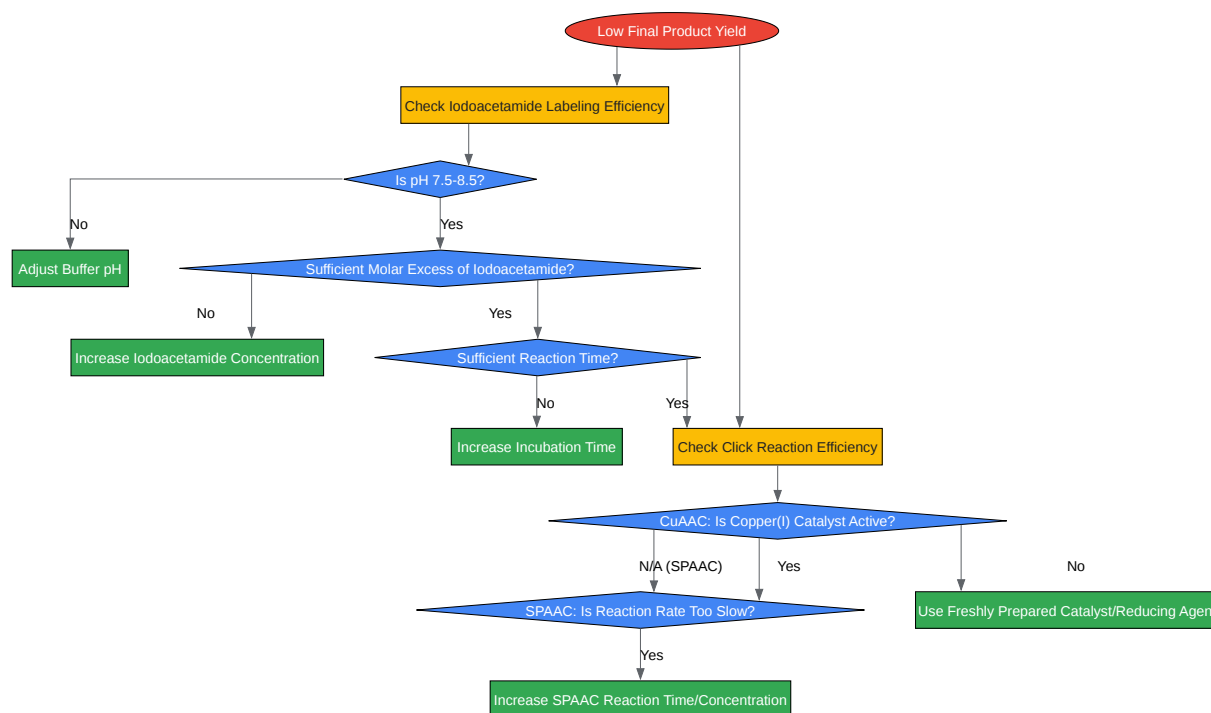 Low Final Product Yield
Check Iodoacetamide Labeling Efficiency
Is pH 7.5-8.5?
No
Yes
Adjust Buffer pH
Sufficient Molar Excess of Iodoacetamide?
No
Yes
Increase Iodoacetamide Concentration
Sufficient Reaction Time?
No
Yes
Increase Incubation Time
Check Click Reaction Efficiency
CuAAC: Is Copper(I) Catalyst Active?
N/A (SPAAC)
Yes
No
SPAAC: Is Reaction Rate Too Slow?
Use Freshly Prepared Catalyst/Reducing Agen
Yes
Increase SPAAC Reaction Time/Concentration